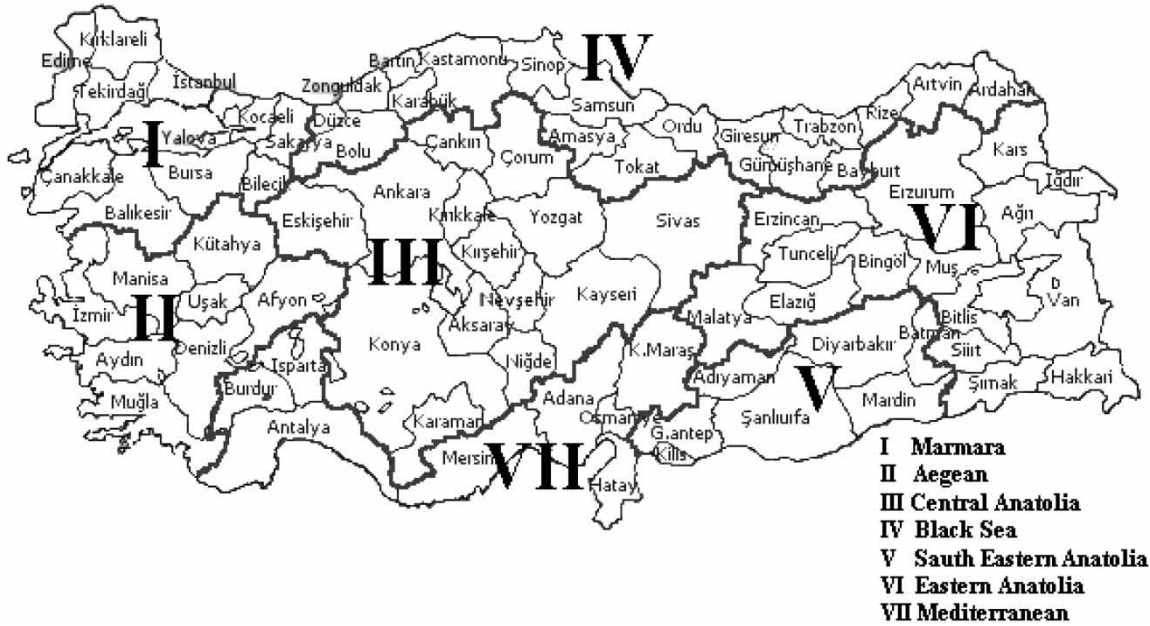 Kırklareli
Edirne
Tekirdağ
İstanbul
Kocaeli
Yalova
Sakarya
Düzce
Bolu
Zonguldak
Bartın
Karabük
Kastamonu
Sinop
IV
Samsun
Ordu
Giresun
Trabzon
Rize
Artvin
Ardahan
Çankırı
Çorum
Amasya
Tokat
Gümüşhane
Bayburt
Kars
Iğdır
I
Çanakkale
Bursa
Bilecik
Balıkesir
Eskişehir
Ankara
Kırıkkale
Yozgat
Sivas
Erzincan
Erzurum
Ağrı
VI
Kütahya
III
Kırşehir
Tunceli
Bingöl
Muş
D
Van
Manisa
İzmir
II
Uşak
Afyon
Nevşehir
Kayseri
Malatya
Elazığ
Bitlis
Aydın
Denizli
Konya
Aksaray
Niğde
K.Maraş
Diyarbakır
Batman
Siirt
Isparta
Burdur
Muğla
Antalya
Karaman
Adana
Osmaniye
Adıyaman
Şanlıurfa
V
Mardin
Şırnak
Hakkari
Mersin
VII
G.antep
Kilis
Hatay
I Marmara
II Aegean
III Central Anatolia
IV Black Sea
V Sauth Eastern Anatolia
VI Eastern Anatolia
VII Mediterranean